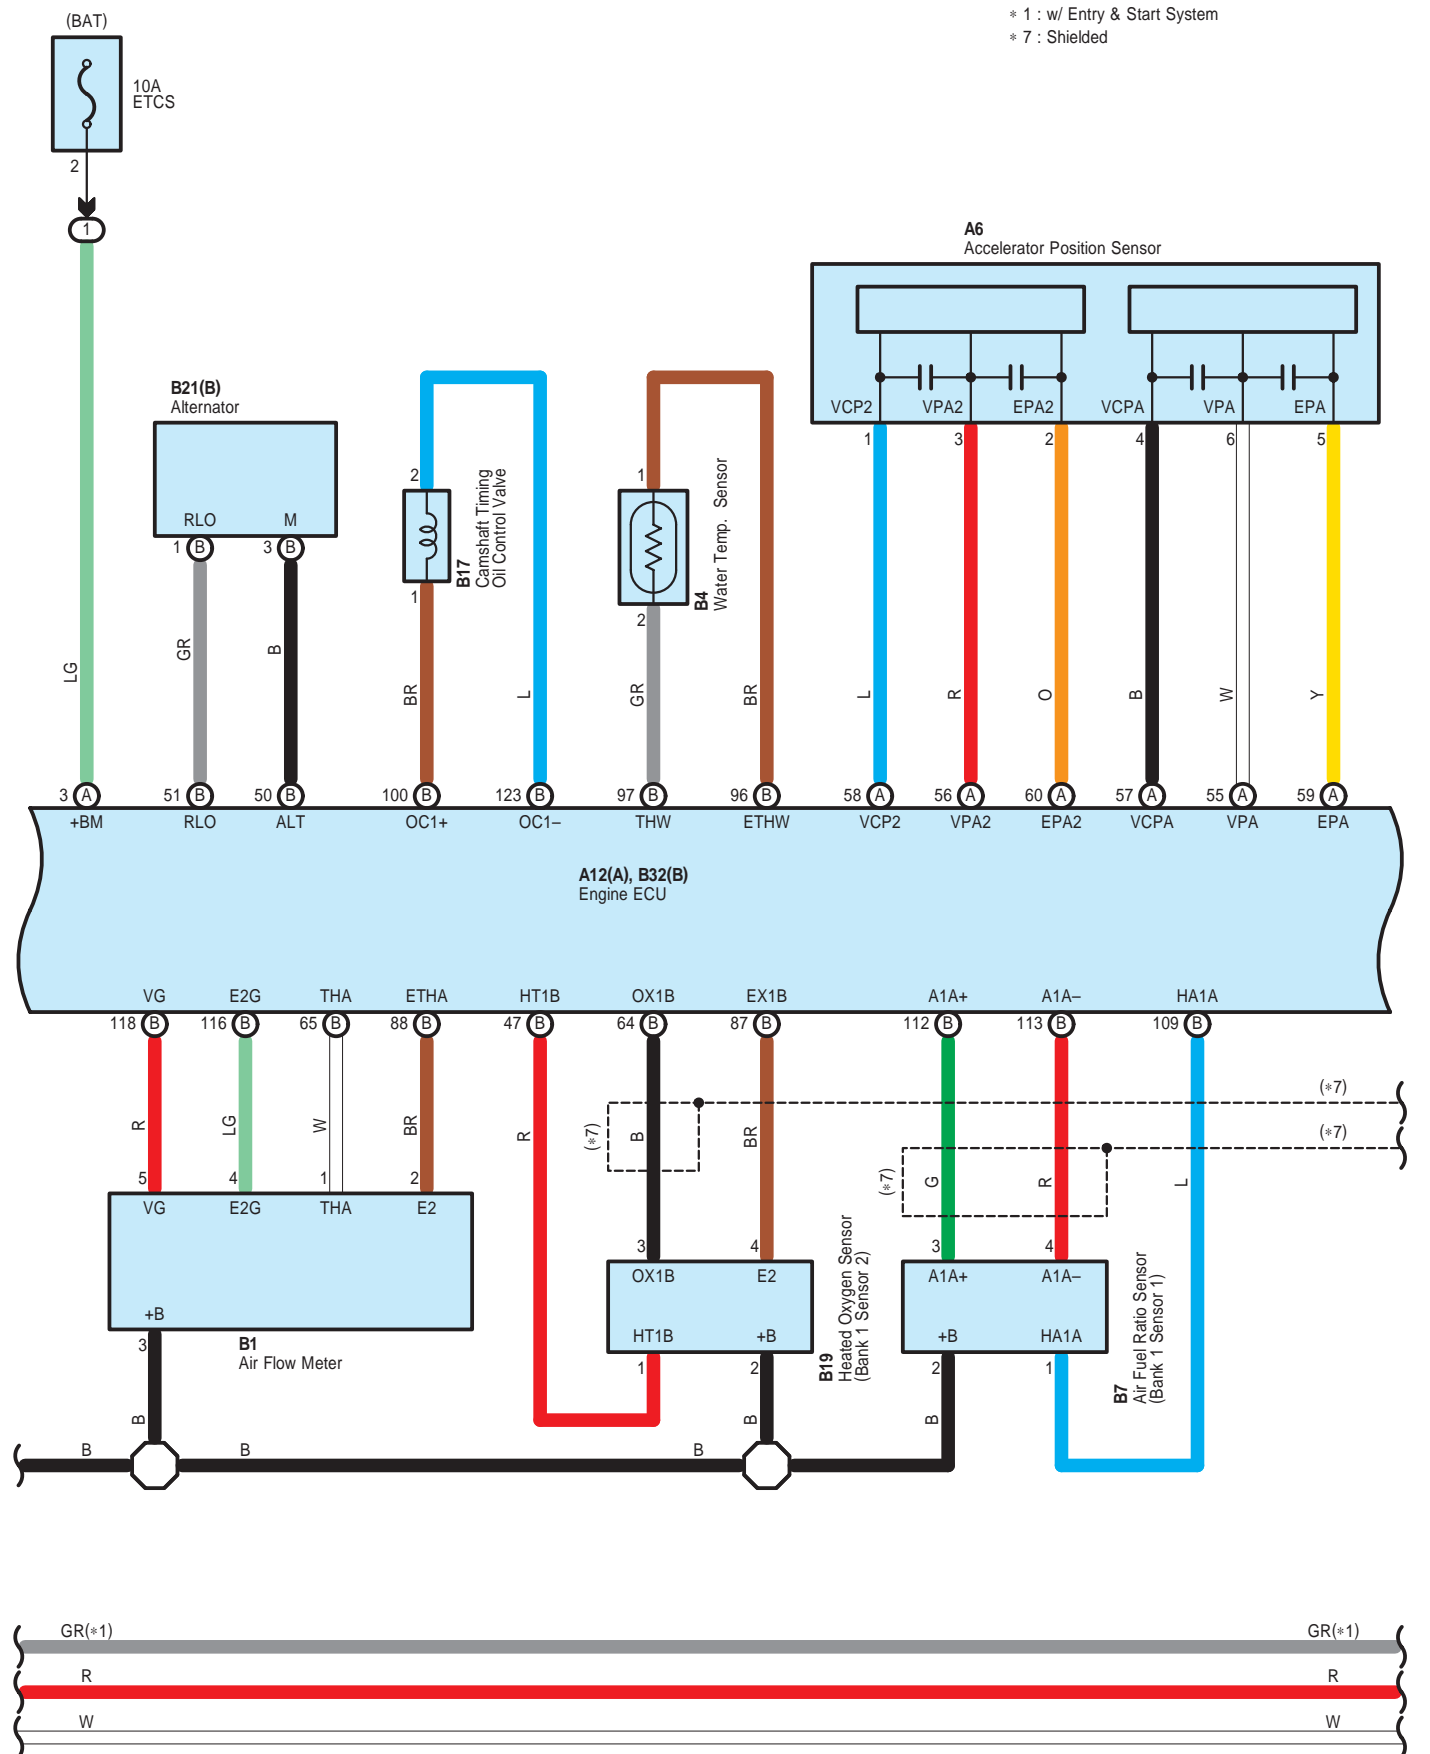 (BAT)
* 1 : w/ Entry & Start System
* 7 : Shielded
10A
ETCS
2
1
A6
Accelerator Position Sensor
B21(B)
Alternator
VCP2 VPA2 EPA2 VCPA VPA EPA
1 3 2 4 6 5
RLO M
1 B 3 B
2
B17
Camshaft Timing
Oil Control Valve
1
1
B4
Water Temp. Sensor
2
LG GR B BR L GR BR L R O B W Y
3 A 51 B 50 B 100 B 123 B 97 B 96 B 58 A 56 A 60 A 57 A 55 A 59 A
+BM RLO ALT OC1+ OC1– THW ETHW VCP2 VPA2 EPA2 VCPA VPA EPA
A12(A), B32(B)
Engine ECU
VG E2G THA ETHA HT1B OX1B EX1B A1A+ A1A– HA1A
118 B 116 B 65 B 88 B 47 B 64 B 87 B 112 B 113 B 109 B
(*7)
(*7)
R LG W BR R (*7) B BR (*7) G R L
5 4 1 2
VG E2G THA E2
3 4 3 4
OX1B E2 A1A+ A1A–
+B
HT1B +B +B HA1A
3
B1
Air Flow Meter
1 2 2 1
B19
Heated Oxygen Sensor
(Bank 1 Sensor 2)
B7
Air Fuel Ratio Sensor
(Bank 1 Sensor 1)
B B B
B B B
GR(*1) GR(*1)
R R
W W